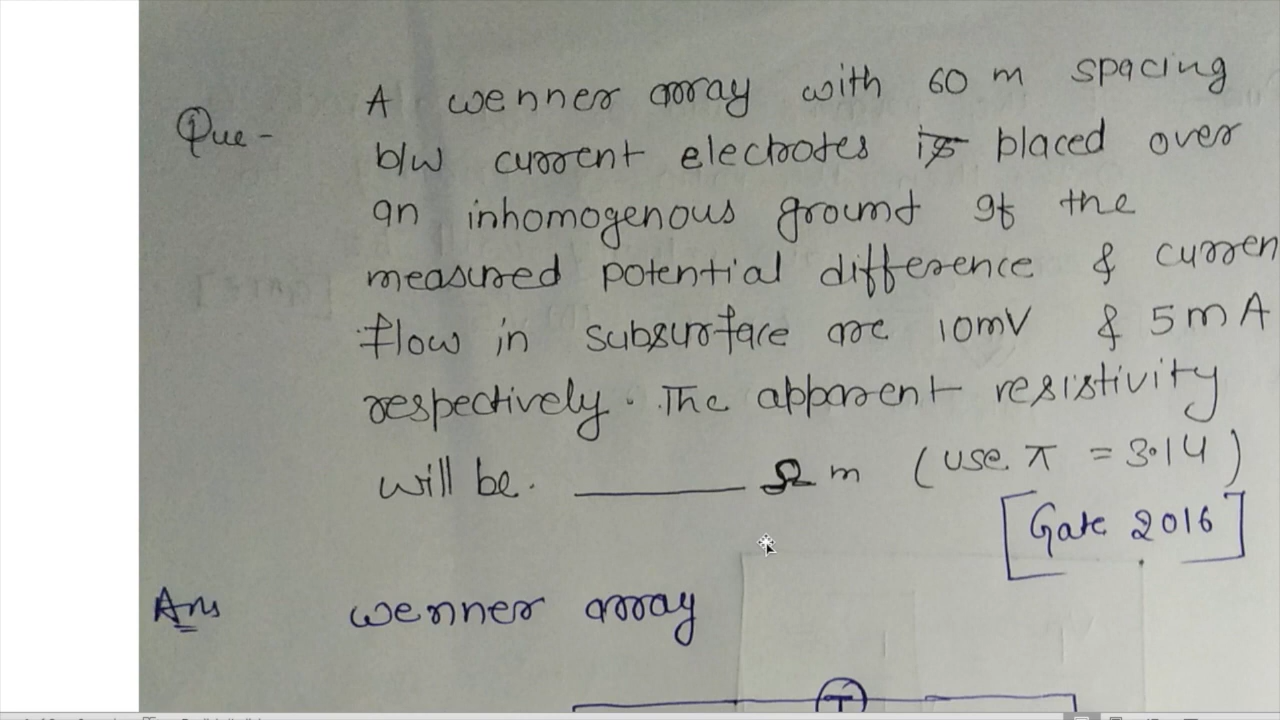 Que - A wenner array with 60 m spacing
b/w current electrotes is placed over
an inhomogenous ground If the
measured potential difference & curren
flow in subsurface are 10mV & 5mA
respectively. The apparent resistivity
will be. ______ Ω m (use π = 3.14)
[Gate 2016]
Ans wenner array
I